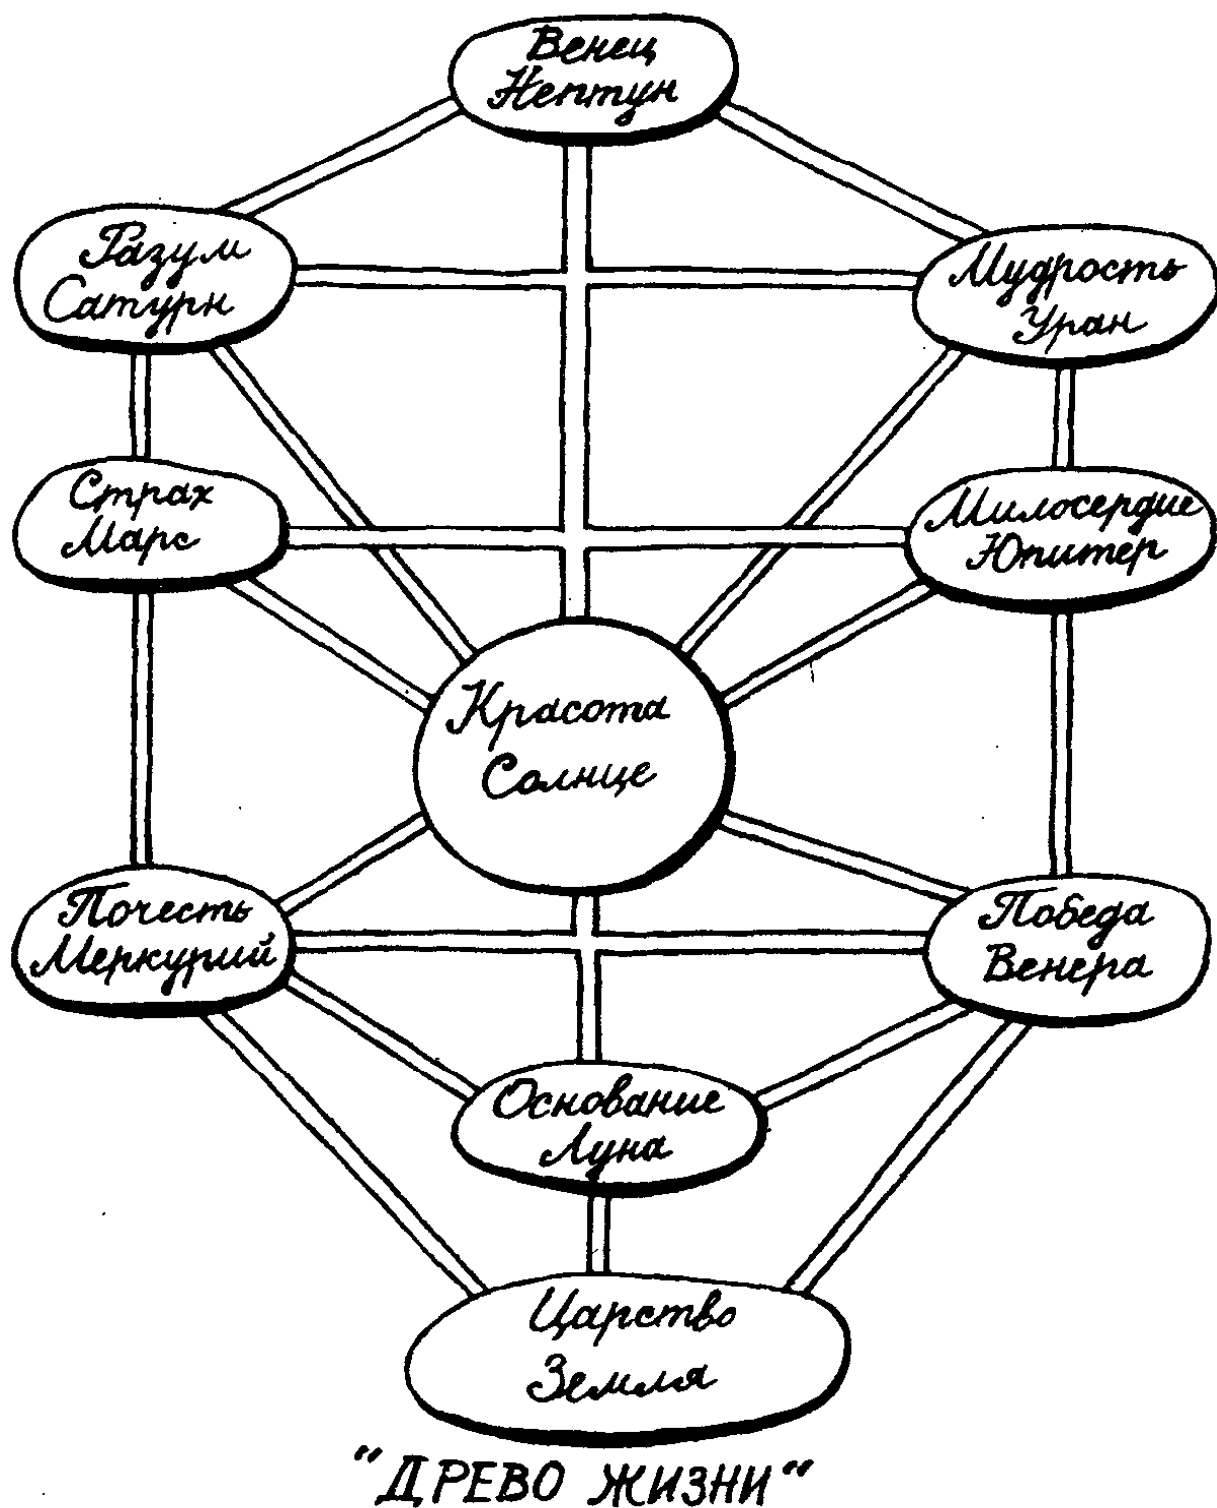 Венец
Нептун
Разум
Сатурн
Мудрость
Уран
Страх
Марс
Милосердие
Юпитер
Красота
Солнце
Почесть
Меркурий
Победа
Венера
Основание
Луна
Царство
Земля
"ДРЕВО ЖИЗНИ"